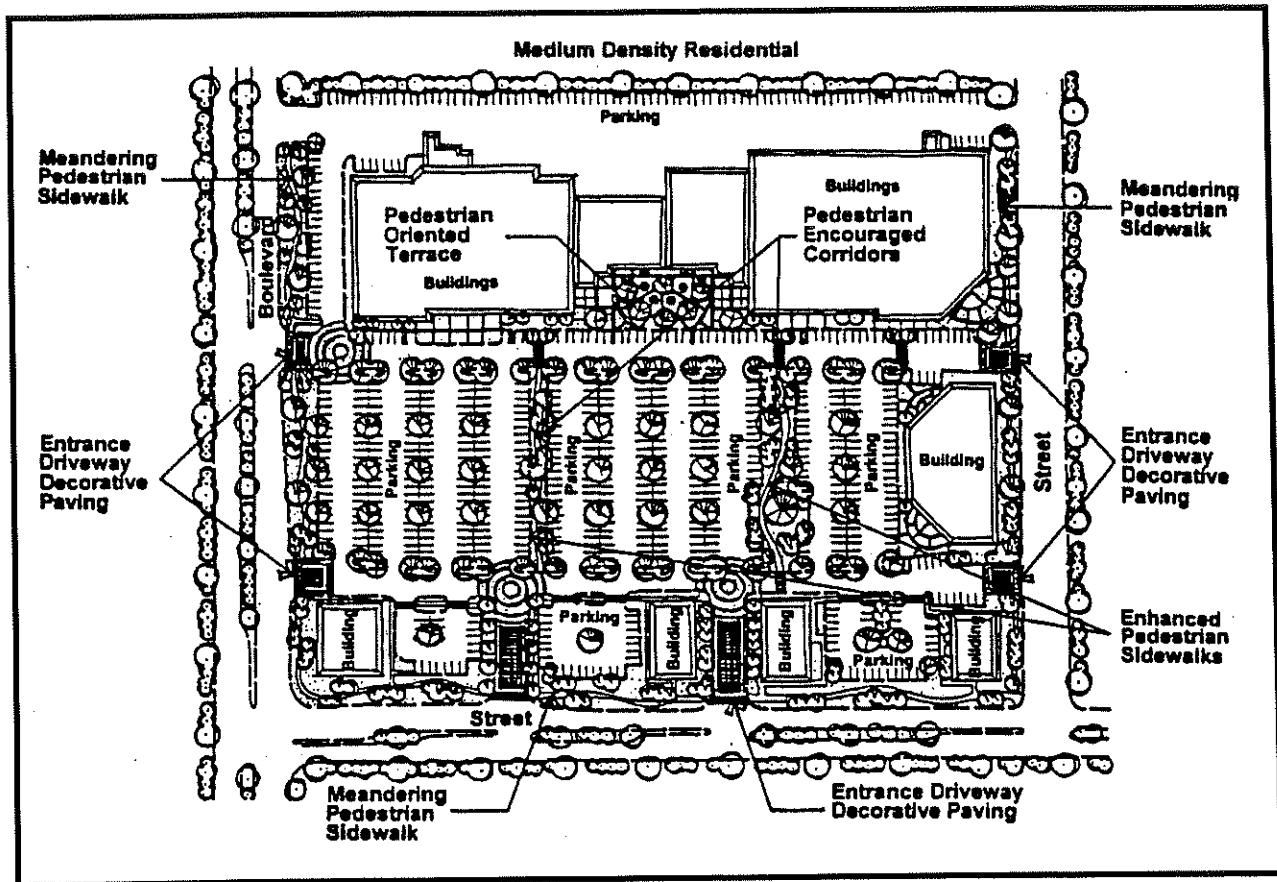 Medium Density Residential
Parking
Meandering
Pedestrian
Sidewalk
Buildings
Meandering
Pedestrian
Sidewalk
Pedestrian
Oriented
Terrace
Pedestrian
Encouraged
Corridors
Boulevard
Buildings
Entrance
Driveway
Decorative
Paving
Parking
Parking
Parking
Parking
Building
Street
Entrance
Driveway
Decorative
Paving
Building
Parking
Building
Building
Parking
Building
Enhanced
Pedestrian
Sidewalks
Street
Meandering
Pedestrian
Sidewalk
Entrance Driveway
Decorative Paving